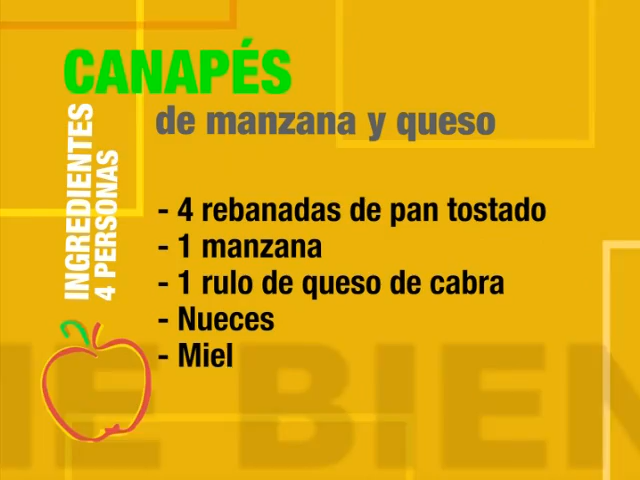 CANAPÉS
de manzana y queso
INGREDIENTES
4 PERSONAS
- 4 rebanadas de pan tostado
- 1 manzana
- 1 rulo de queso de cabra
- Nueces
- Miel
BIEN